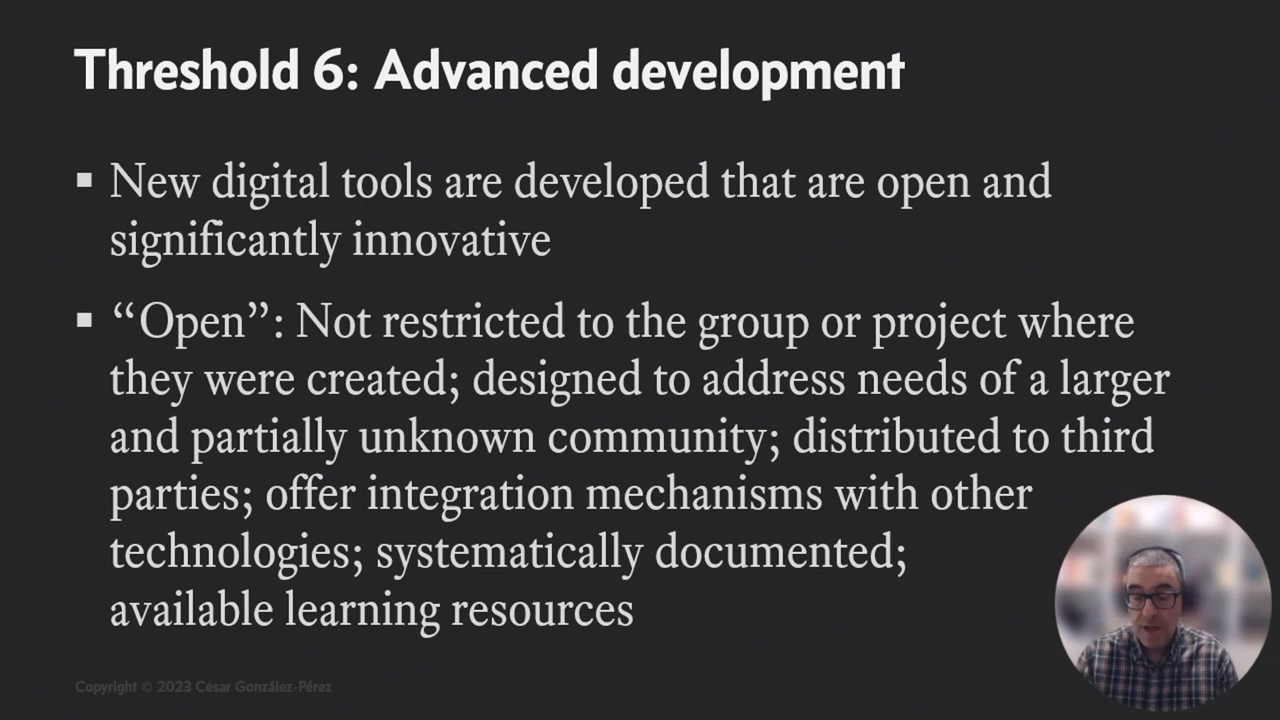 Threshold 6: Advanced development
▪ New digital tools are developed that are open and
significantly innovative
▪ “Open”: Not restricted to the group or project where
they were created; designed to address needs of a larger
and partially unknown community; distributed to third
parties; offer integration mechanisms with other
technologies; systematically documented;
available learning resources
Copyright © 2023 César González-Pérez